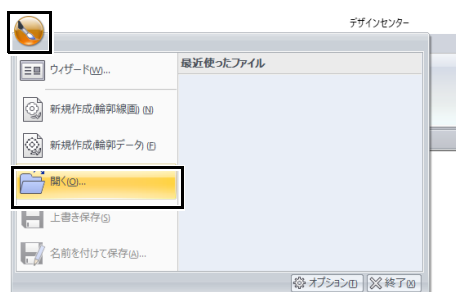 デザインセンター
最近使ったファイル
ウィザード(W)...
新規作成(輪郭線画) (N)
新規作成(輪郭データ) (F)
開く(O)...
上書き保存(S)
名前を付けて保存(A)...
オプション(I) 終了(X)